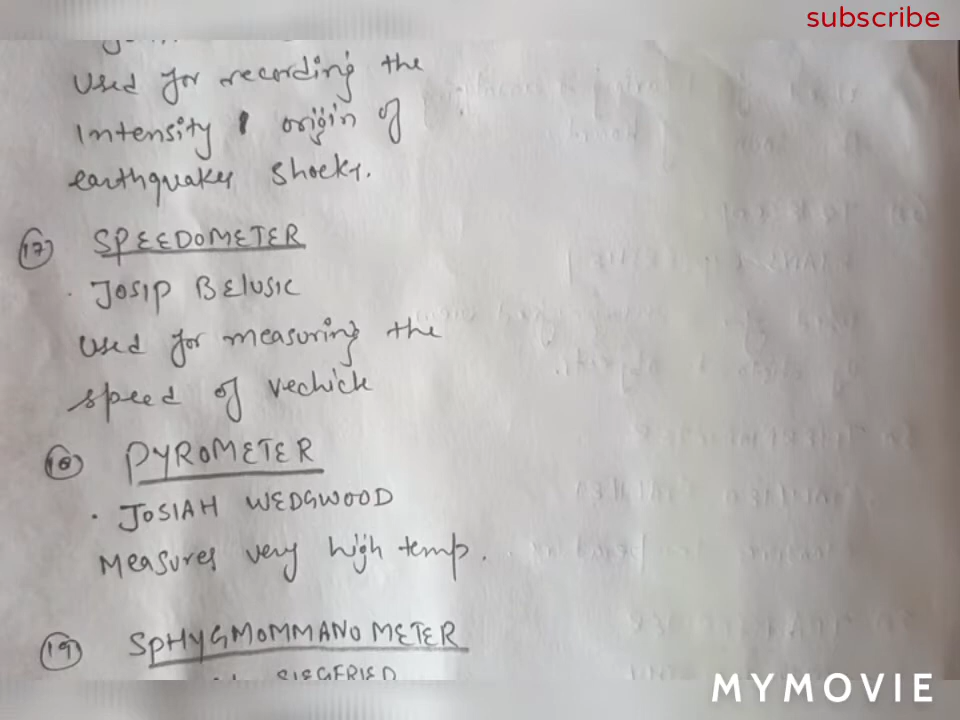 subscribe
Used for recording the
Intensity & origin of
earthquakes shocks.
17 SPEEDOMETER
. JOSIP BELUSIC
Used for measuring the
speed of vechicle
18 PYROMETER
. JOSIAH WEDGWOOD
Measures very high temp.
19 SPHYGMOMMANOMETER
SIEGFRIED
MYMOVIE